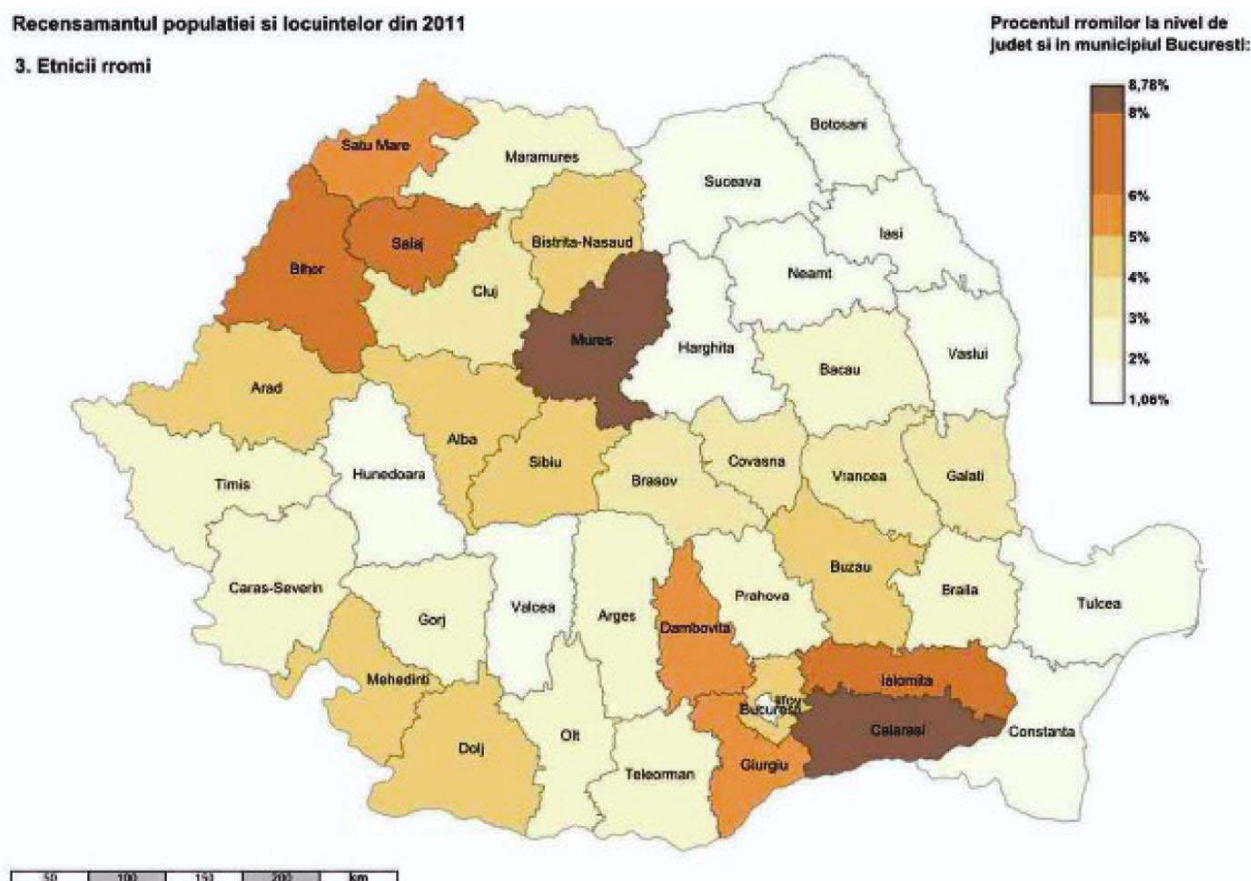 Recensamantul populatiei si locuintelor din 2011
3. Etnicii rromi
Procentul rromilor la nivel de
judet si in municipiul Bucuresti:
8,78%
8%
6%
5%
4%
3%
2%
1,06%
Botosani
Satu Mare
Maramures
Suceava
Iasi
Salaj
Bistrita-Nasaud
Bihor
Neamt
Cluj
Mures
Harghita
Vaslui
Bacau
Arad
Alba
Sibiu
Covasna
Vrancea
Galati
Hunedoara
Brasov
Timis
Buzau
Caras-Severin
Prahova
Braila
Tulcea
Valcea
Arges
Gorj
Dambovita
Mehedinti
Ialomita
Ilfov
Bucuresti
Calarasi
Constanta
Olt
Dolj
Giurgiu
Teleorman
50 100 150 200 km